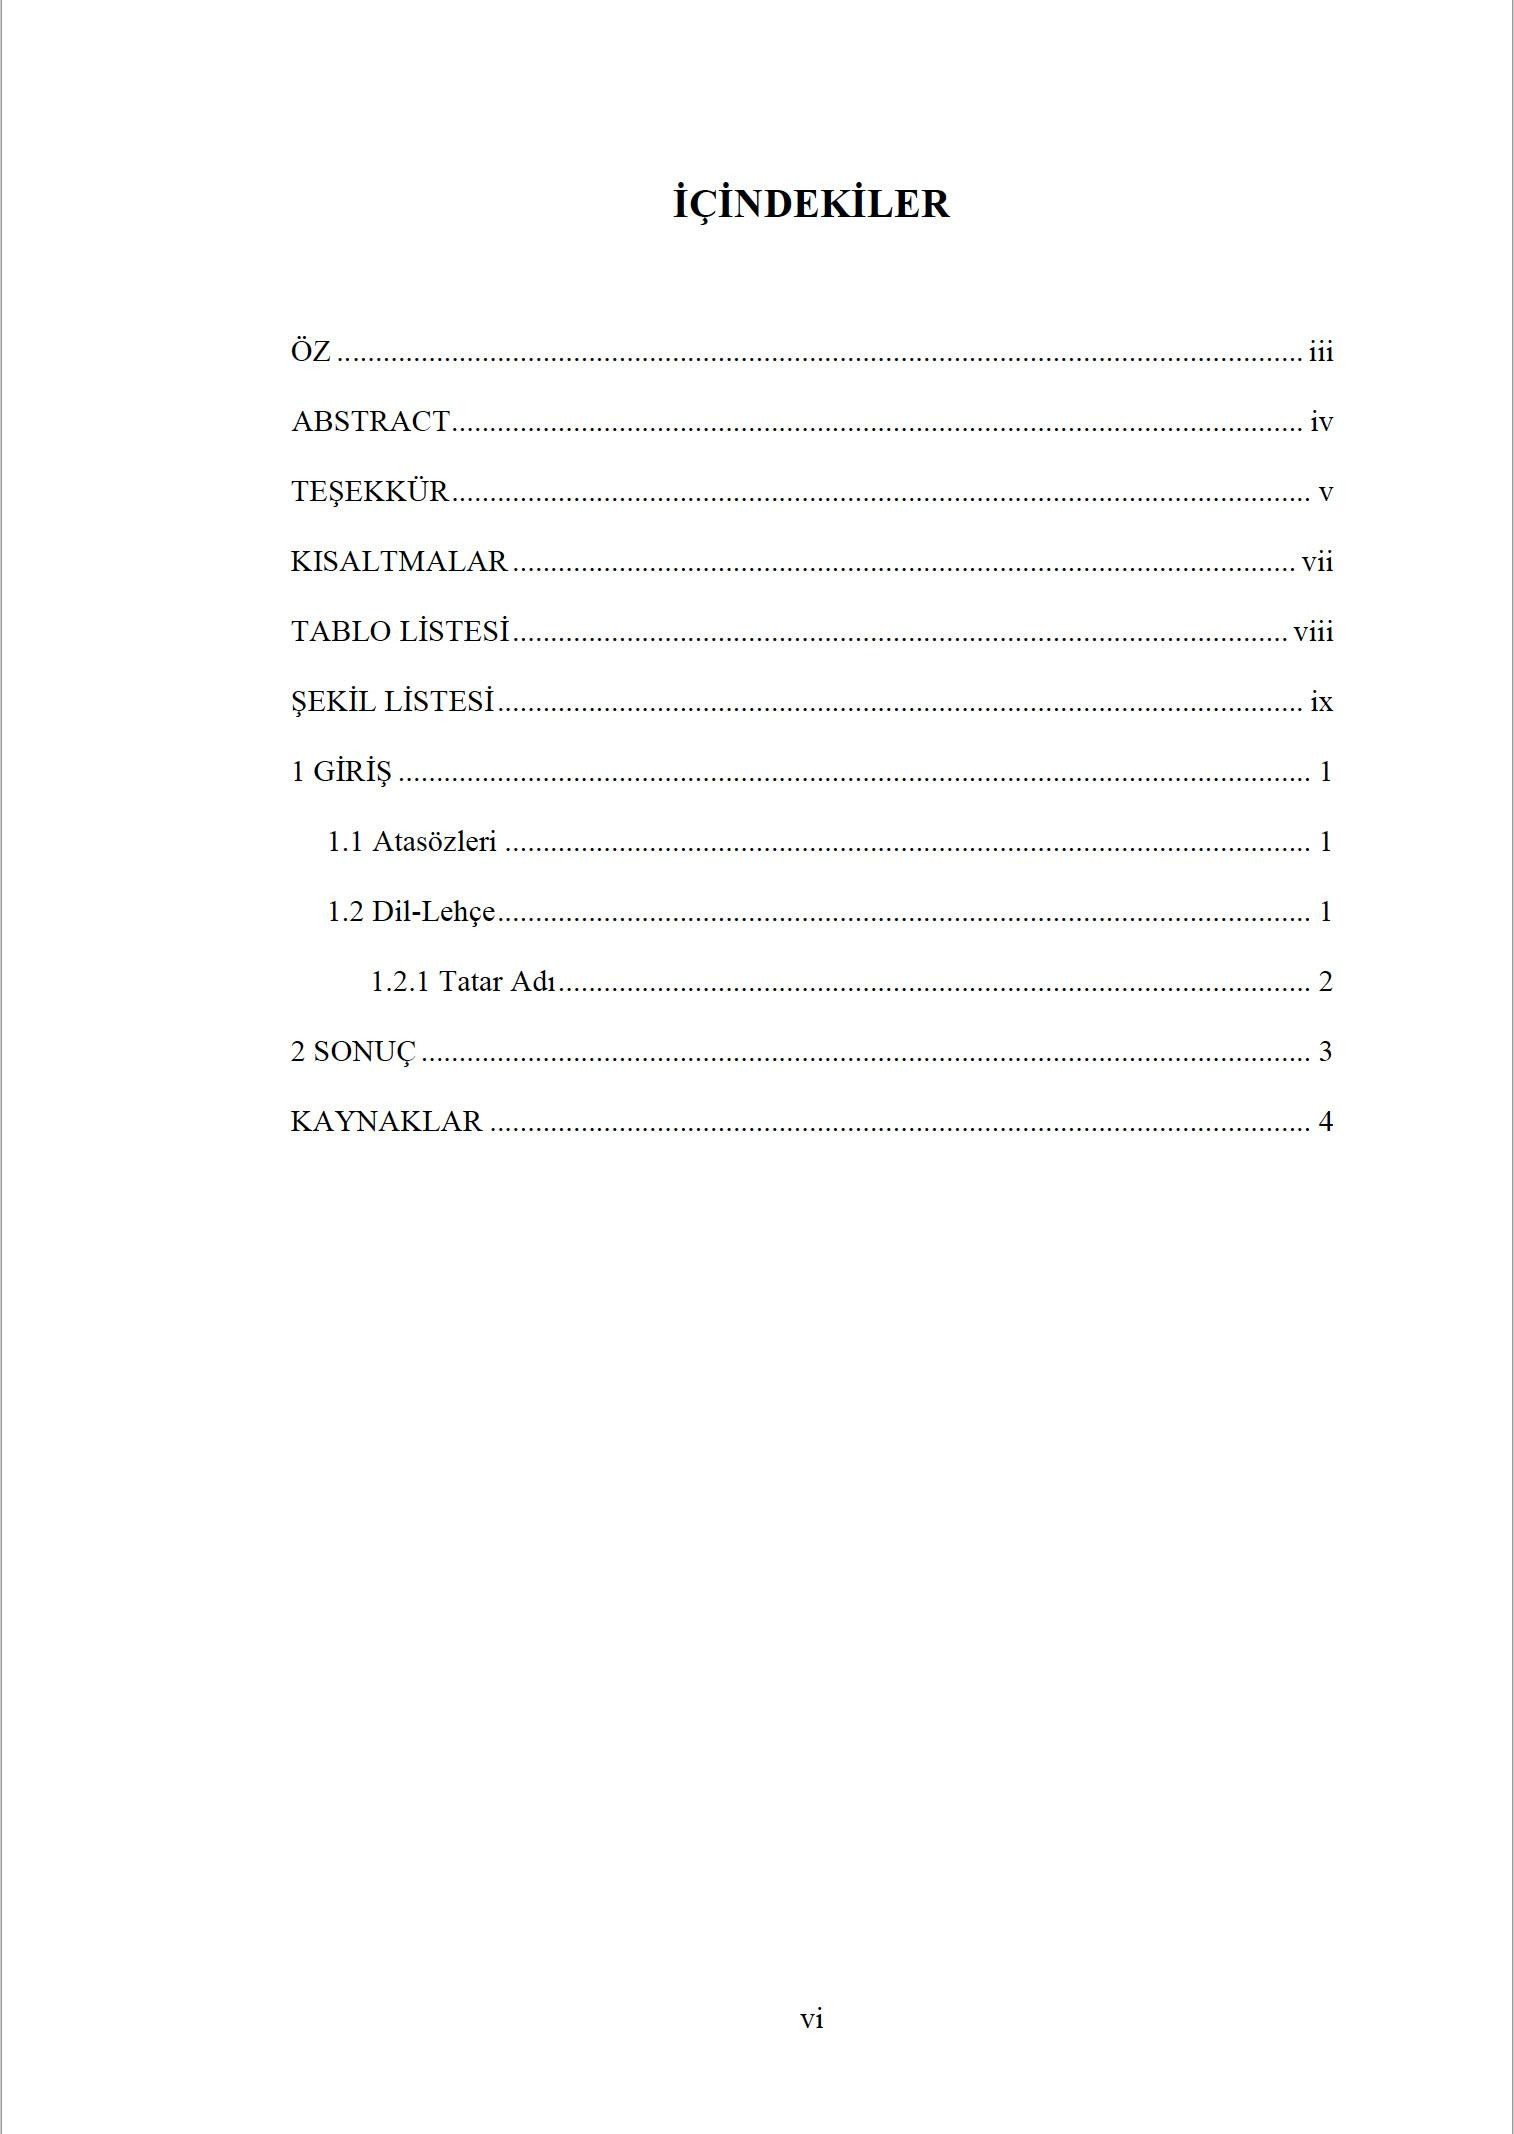 İÇİNDEKİLER
ÖZ ........................................................................................................................... iii
ABSTRACT............................................................................................................ iv
TEŞEKKÜR............................................................................................................. v
KISALTMALAR................................................................................................... vii
TABLO LİSTESİ.................................................................................................. viii
ŞEKİL LİSTESİ...................................................................................................... ix
1 GİRİŞ .................................................................................................................... 1
1.1 Atasözleri ...................................................................................................... 1
1.2 Dil-Lehçe....................................................................................................... 1
1.2.1 Tatar Adı............................................................................................... 2
2 SONUÇ ................................................................................................................. 3
KAYNAKLAR ........................................................................................................ 4
vi